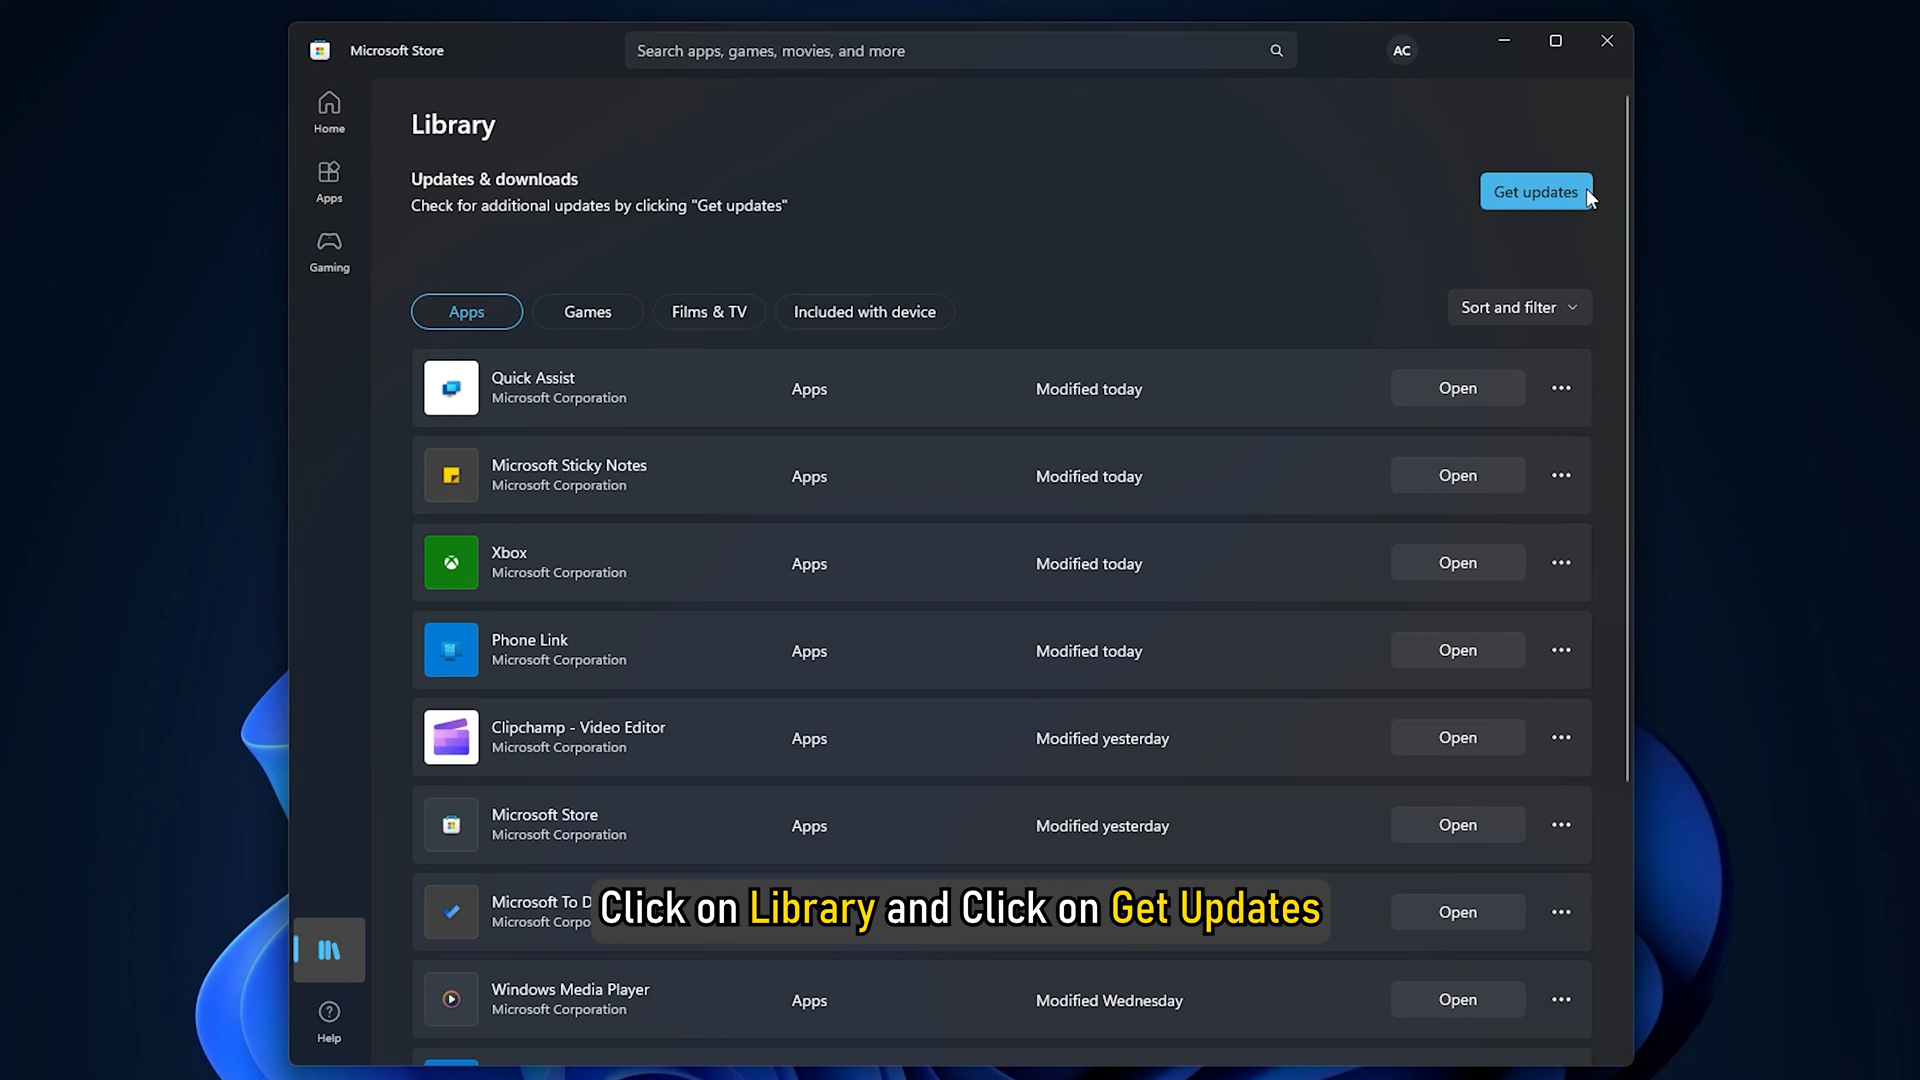 Microsoft Store
Search apps, games, movies, and more
AC
Home
Apps
Gaming
Library
Updates & downloads
Check for additional updates by clicking "Get updates"
Get updates
Apps
Games
Films & TV
Included with device
Sort and filter
Quick Assist
Microsoft Corporation
Apps
Modified today
Open
Microsoft Sticky Notes
Microsoft Corporation
Apps
Modified today
Open
Xbox
Microsoft Corporation
Apps
Modified today
Open
Phone Link
Microsoft Corporation
Apps
Modified today
Open
Clipchamp - Video Editor
Microsoft Corporation
Apps
Modified yesterday
Open
Microsoft Store
Microsoft Corporation
Apps
Modified yesterday
Open
Microsoft To D
Microsoft Corpo
Open
Click on Library and Click on Get Updates
Windows Media Player
Microsoft Corporation
Apps
Modified Wednesday
Open
Help